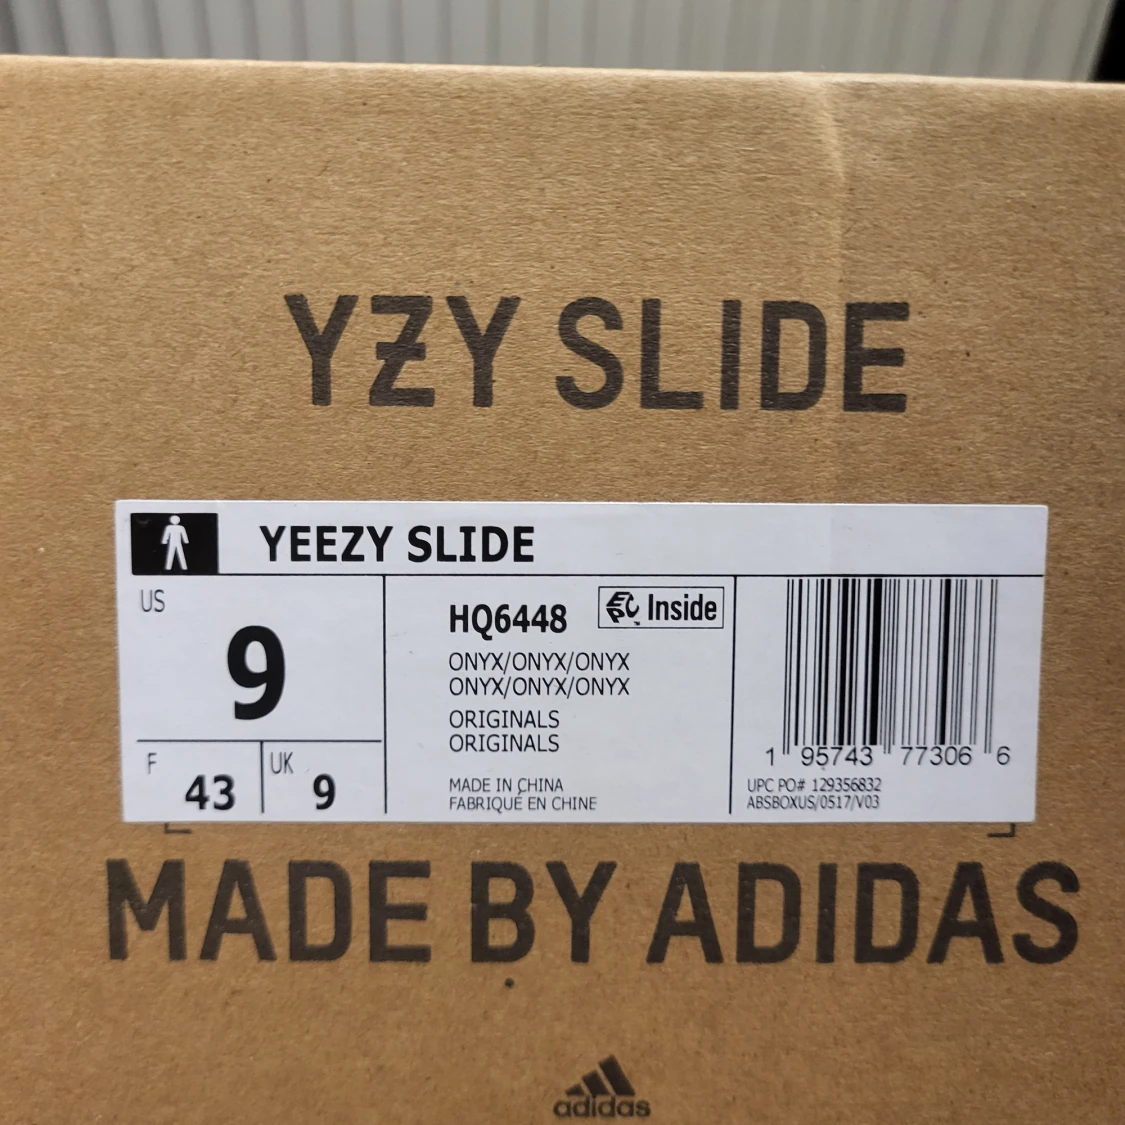 YZY SLIDE
YEEZY SLIDE
US
9
F
43
UK
9
HQ6448
EPC Inside
ONYX/ONYX/ONYX
ONYX/ONYX/ONYX
ORIGINALS
ORIGINALS
MADE IN CHINA
FABRIQUÉ EN CHINE
1 95743 77306 6
UPC PO# 129356832
ABSBOXUS/0517/V03
MADE BY ADIDAS
adidas